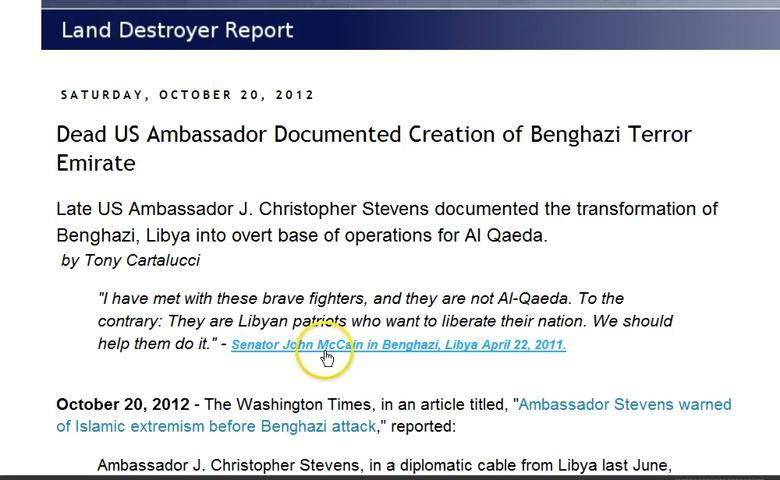 Land Destroyer Report
SATURDAY, OCTOBER 20, 2012
Dead US Ambassador Documented Creation of Benghazi Terror
Emirate
Late US Ambassador J. Christopher Stevens documented the transformation of
Benghazi, Libya into overt base of operations for Al Qaeda.
by Tony Cartalucci
"I have met with these brave fighters, and they are not Al-Qaeda. To the
contrary: They are Libyan patriots who want to liberate their nation. We should
help them do it." - Senator John McCain in Benghazi, Libya April 22, 2011.
October 20, 2012 - The Washington Times, in an article titled, "Ambassador Stevens warned
of Islamic extremism before Benghazi attack," reported:
Ambassador J. Christopher Stevens, in a diplomatic cable from Libya last June,